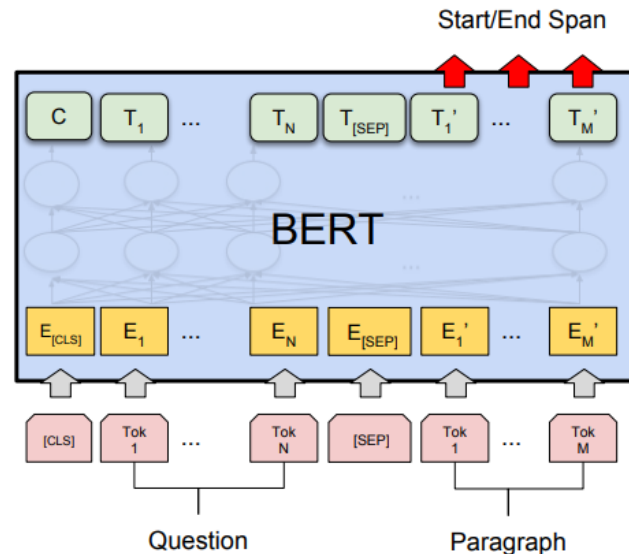 Start/End Span
C T1 ... TN T[SEP] T1' ... TM'
...
BERT
...
E[CLS] E1 ... EN E[SEP] E1' ... EM'
[CLS] Tok 1 ... Tok N [SEP] Tok 1 ... Tok M
Question Paragraph